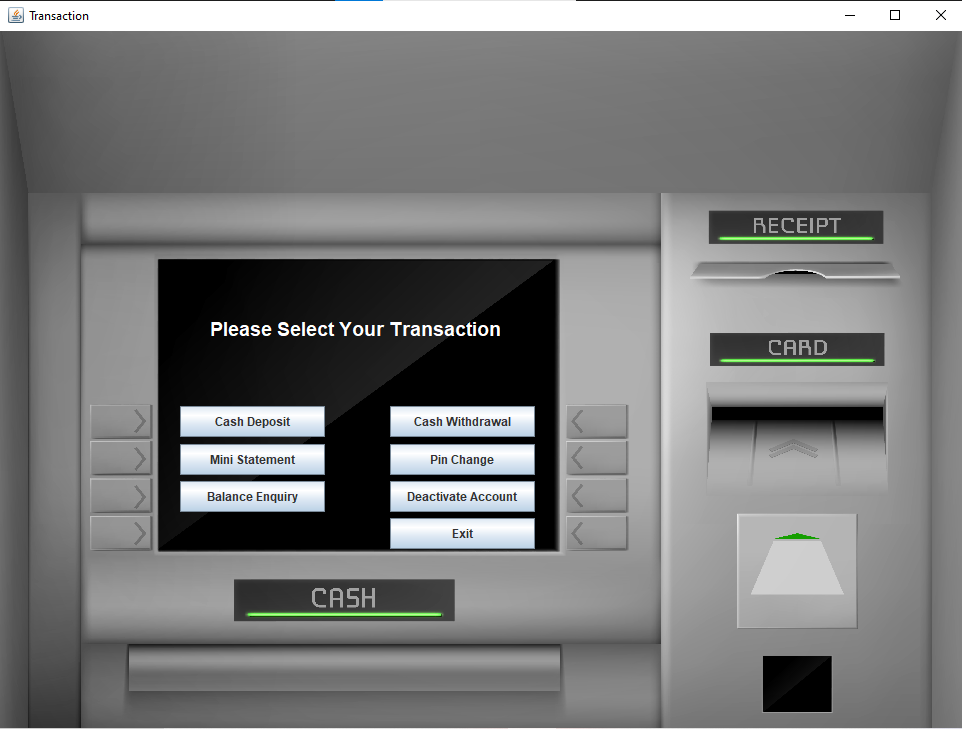 Transaction
RECEIPT
Please Select Your Transaction
CARD
Cash Deposit
Cash Withdrawal
Mini Statement
Pin Change
Balance Enquiry
Deactivate Account
Exit
CASH